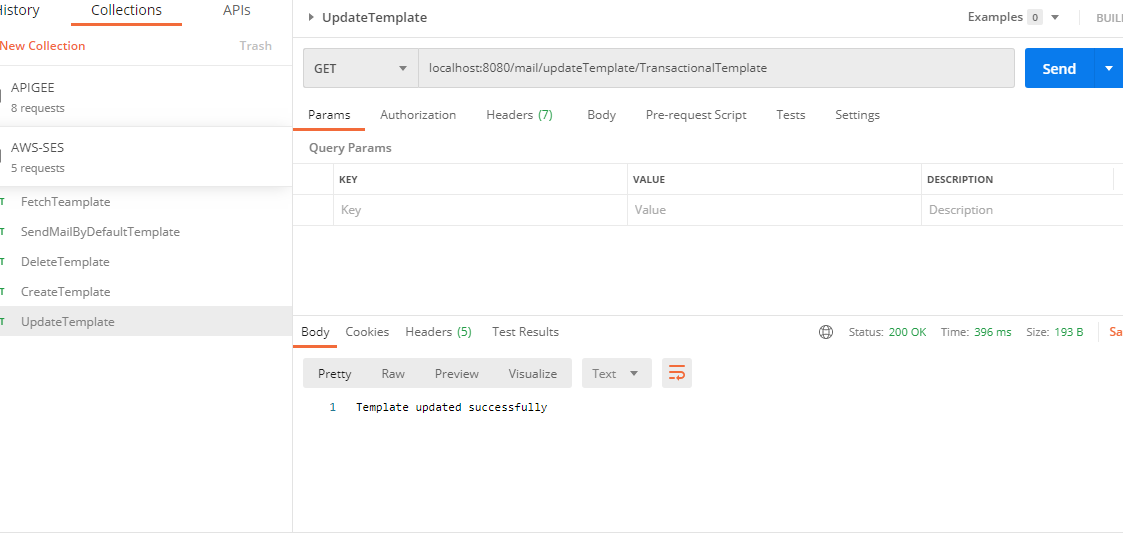 History
Collections
APIs
New Collection
Trash
APIGEE
8 requests
AWS-SES
5 requests
T FetchTeamplate
T SendMailByDefaultTemplate
T DeleteTemplate
T CreateTemplate
T UpdateTemplate
UpdateTemplate
Examples 0
BUIL
GET
localhost:8080/mail/updateTemplate/TransactionalTemplate
Send
Params Authorization Headers (7) Body Pre-request Script Tests Settings
Query Params
KEY VALUE DESCRIPTION
Key Value Description
Body Cookies Headers (5) Test Results
Status: 200 OK Time: 396 ms Size: 193 B Sa
Pretty Raw Preview Visualize Text
1 Template updated successfully